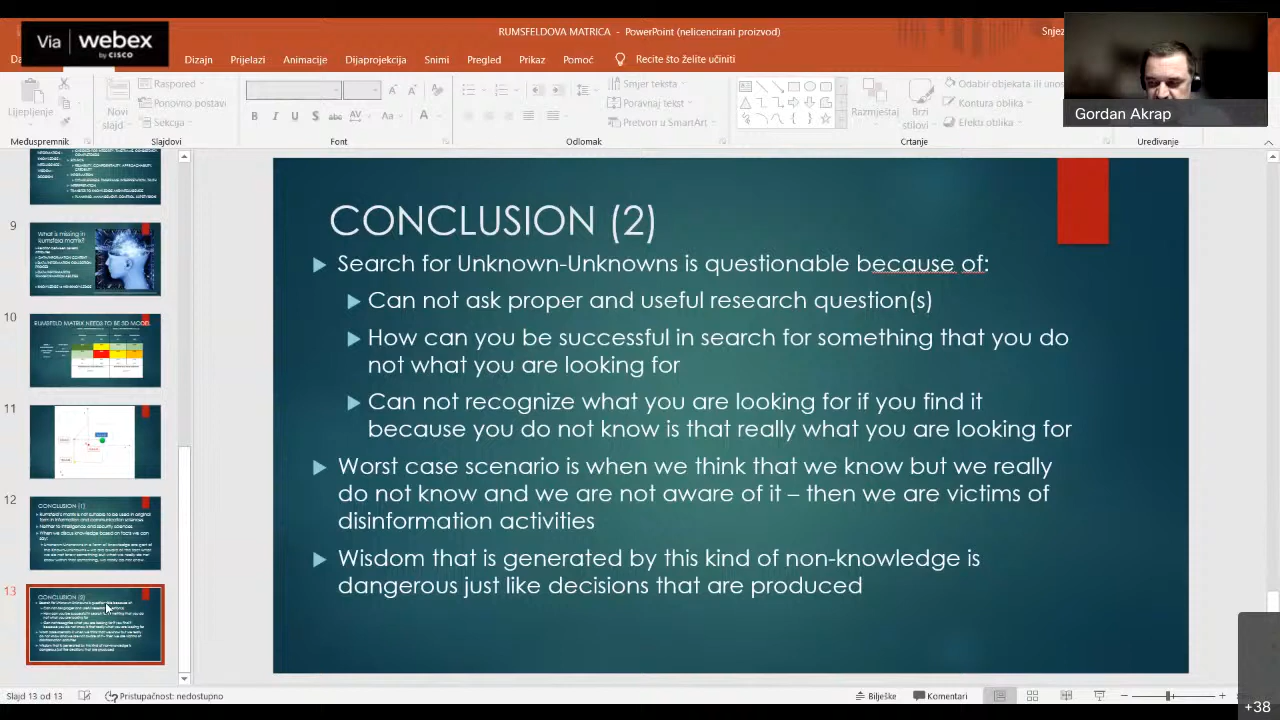 Via webex
by CISCO
RUMSFELDOVA MATRICA - PowerPoint (nelicencirani proizvod)
Snjez
Dizajn Prijelazi Animacije Dijaprojekcija Snimi Pregled Prikaz Pomoć Recite što želite učiniti
Gordan Akrap
Lijepljenje
Novi
slajd
Raspored
Ponovno postavi
Sekcija
Smjer teksta
Poravnaj tekst
Pretvori u SmartArt
Razmještaj
Brzi
stilovi
Odabir objekata ili unos
Kontura oblika
Efekti oblika
Međuspremnik Slajdovi Font Odlomak Crtanje Uređivanje
9
What is missing in
Rumsfeld matrix?
10
RUMSFELD MATRIX NEEDS TO BE 3D MODEL
11
12
CONCLUSION (1)
13
CONCLUSION (2)
CONCLUSION (2)
Search for Unknown-Unknowns is questionable because of:
Can not ask proper and useful research question(s)
How can you be successful in search for something that you do
not what you are looking for
Can not recognize what you are looking for if you find it
because you do not know is that really what you are looking for
Worst case scenario is when we think that we know but we really
do not know and we are not aware of it – then we are victims of
disinformation activities
Wisdom that is generated by this kind of non-knowledge is
dangerous just like decisions that are produced
Slajd 13 od 13 Pristupačnost: nedostupno
Bilješke Komentari
+38